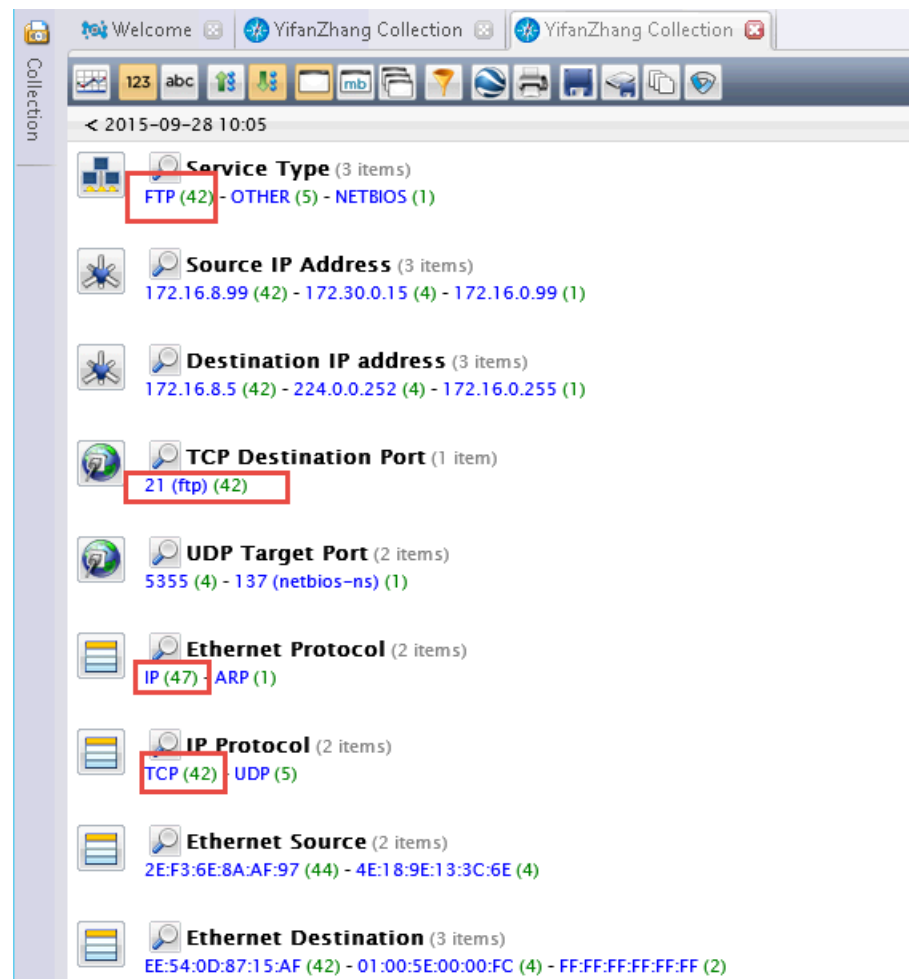 Welcome YifanZhang Collection YifanZhang Collection
Collection
123 abc mb
< 2015-09-28 10:05
Service Type (3 items)
FTP (42) - OTHER (5) - NETBIOS (1)
Source IP Address (3 items)
172.16.8.99 (42) - 172.30.0.15 (4) - 172.16.0.99 (1)
Destination IP address (3 items)
172.16.8.5 (42) - 224.0.0.252 (4) - 172.16.0.255 (1)
TCP Destination Port (1 item)
21 (ftp) (42)
UDP Target Port (2 items)
5355 (4) - 137 (netbios-ns) (1)
Ethernet Protocol (2 items)
IP (47) - ARP (1)
IP Protocol (2 items)
TCP (42) - UDP (5)
Ethernet Source (2 items)
2E:F3:6E:8A:AF:97 (44) - 4E:18:9E:13:3C:6E (4)
Ethernet Destination (3 items)
EE:54:0D:87:15:AF (42) - 01:00:5E:00:00:FC (4) - FF:FF:FF:FF:FF:FF (2)